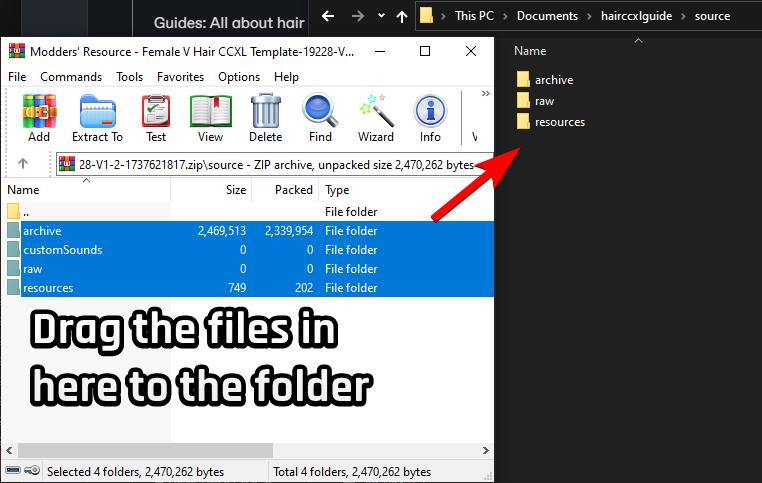 Guides: All about hair
This PC > Documents > hairccxlguide > source
Modders' Resource - Female V Hair CCXL Template-19228-V...
File Commands Tools Favorites Options Help
Add Extract To Test View Delete Find Wizard Info
28-V1-2-1737621817.zip\source - ZIP archive, unpacked size 2,470,262 bytes
Name Size Packed Type
.. File folder
archive 2,469,513 2,339,954 File folder
customSounds 0 0 File folder
raw 0 0 File folder
resources 749 202 File folder
Drag the files in
here to the folder
Selected 4 folders, 2,470,262 bytes Total 4 folders, 2,470,262 bytes
Name
archive
raw
resources